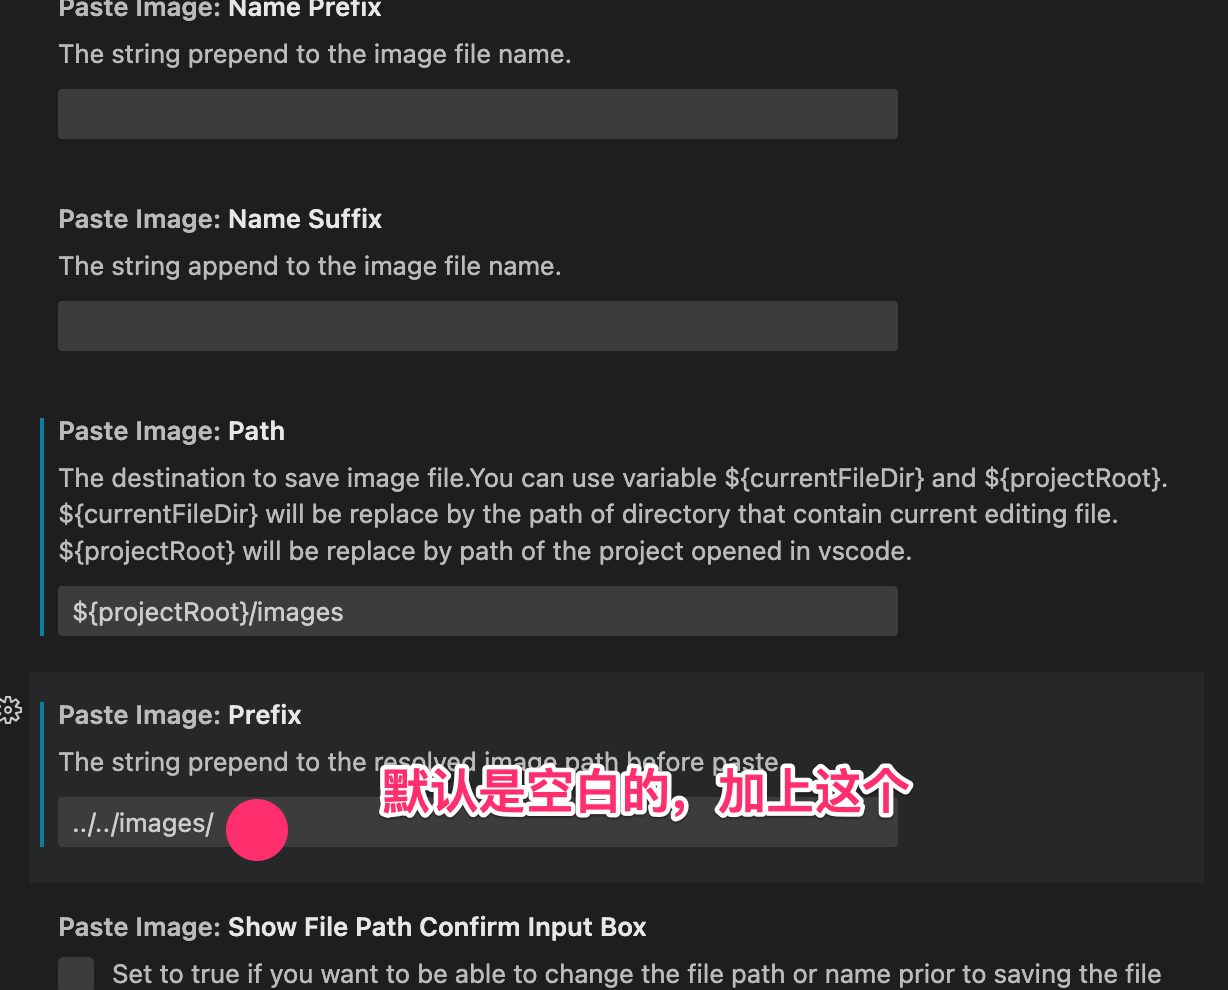 Paste Image: Name Prefix
The string prepend to the image file name.
Paste Image: Name Suffix
The string append to the image file name.
Paste Image: Path
The destination to save image file.You can use variable ${currentFileDir} and ${projectRoot}.
${currentFileDir} will be replace by the path of directory that contain current editing file.
${projectRoot} will be replace by path of the project opened in vscode.
${projectRoot}/images
Paste Image: Prefix
The string prepend to the resolved image path before paste.
默认是空白的，加上这个
../../images/
Paste Image: Show File Path Confirm Input Box
Set to true if you want to be able to change the file path or name prior to saving the file